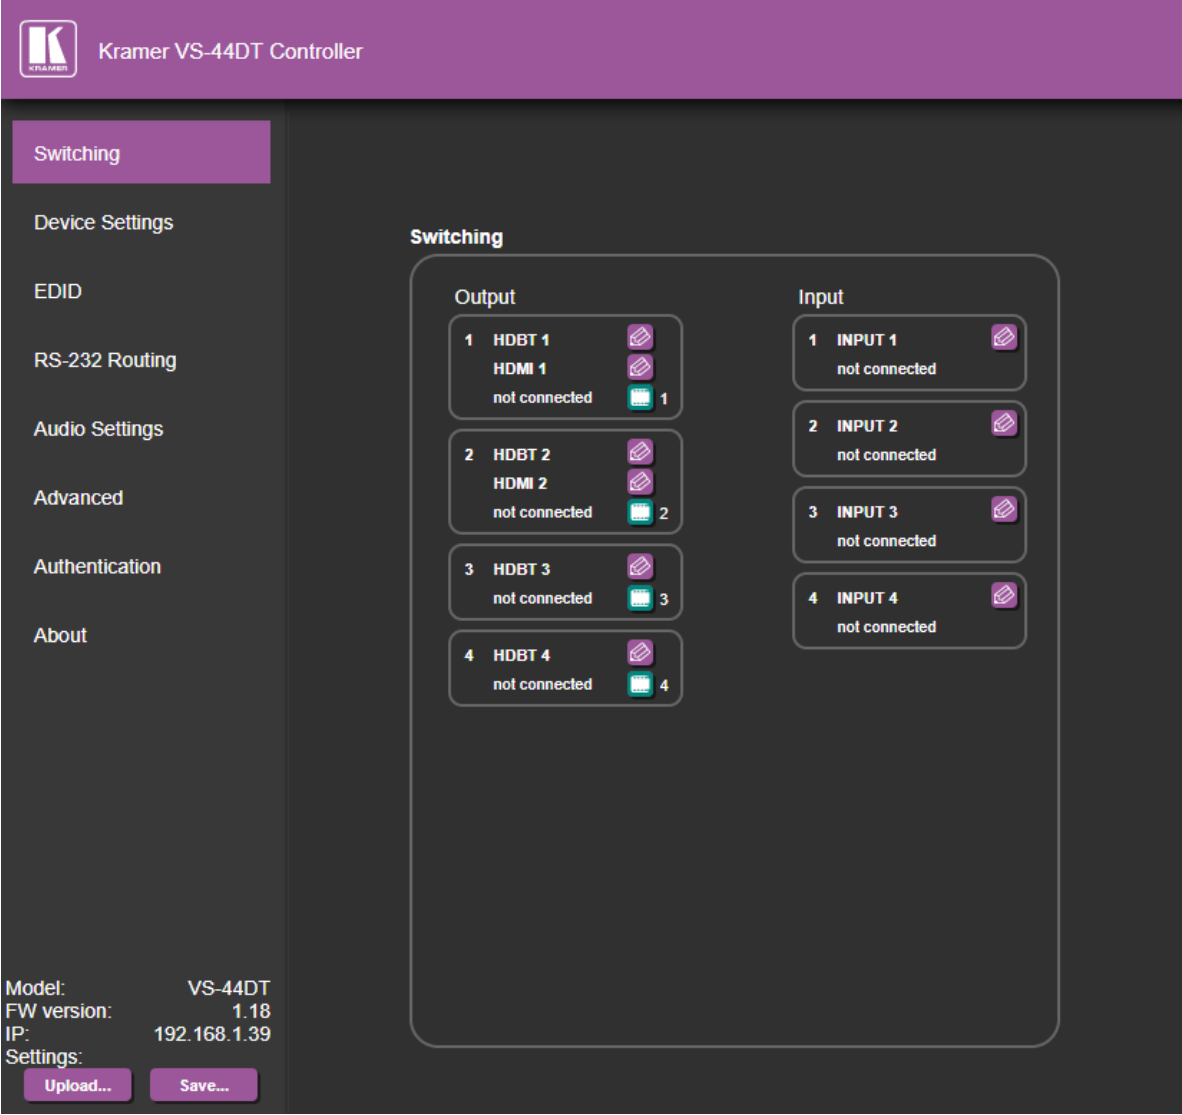 KRAMER
Kramer VS-44DT Controller
Switching
Device Settings
EDID
RS-232 Routing
Audio Settings
Advanced
Authentication
About
Model: VS-44DT
FW version: 1.18
IP: 192.168.1.39
Settings:
Upload... Save...
Switching
Output
1 HDBT 1
HDMI 1
not connected 1
2 HDBT 2
HDMI 2
not connected 2
3 HDBT 3
not connected 3
4 HDBT 4
not connected 4
Input
1 INPUT 1
not connected
2 INPUT 2
not connected
3 INPUT 3
not connected
4 INPUT 4
not connected